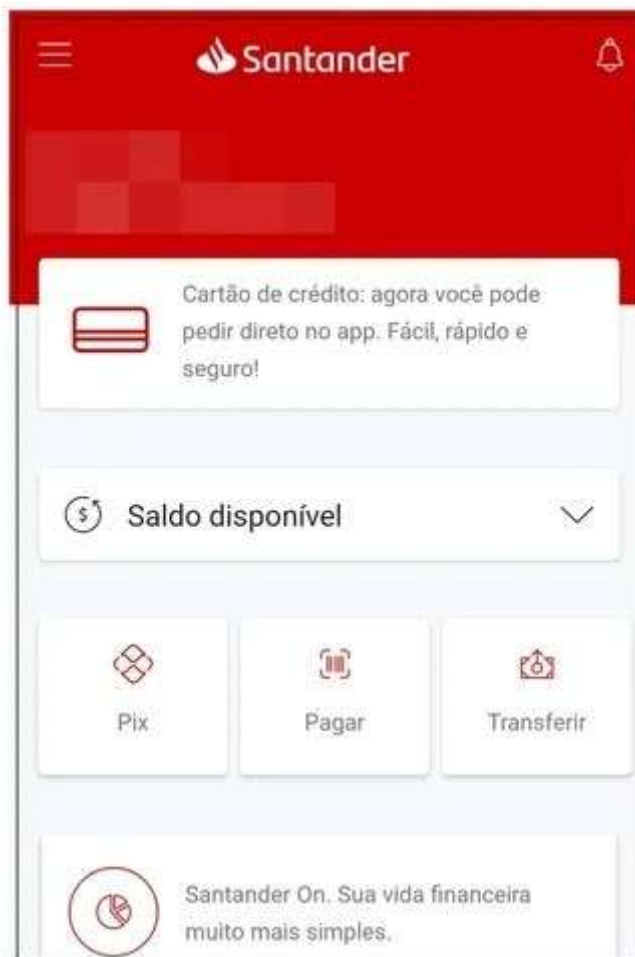 Santander
Cartão de crédito: agora você pode
pedir direto no app. Fácil, rápido e
seguro!
$ Saldo disponível
Pix
Pagar
Transferir
Santander On. Sua vida financeira
muito mais simples.